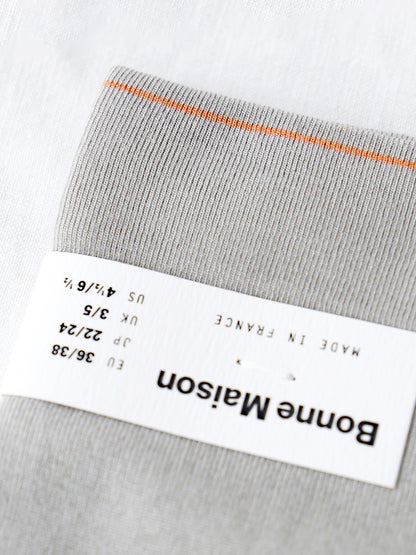 Bonne Maison
MADE IN FRANCE
EU 36/38
JP 22/24
UK 3/5
US 4½/6½